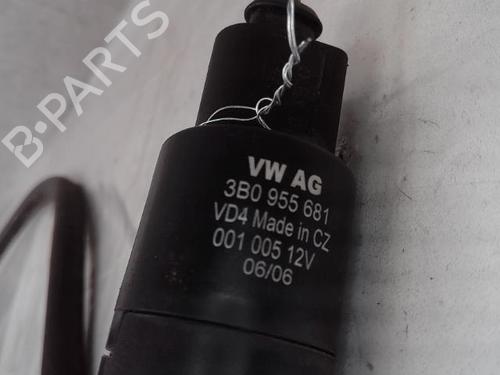 B-PARTS
VW AG
3B0 955 681
VD4 Made in CZ
001 005 12V
06/06